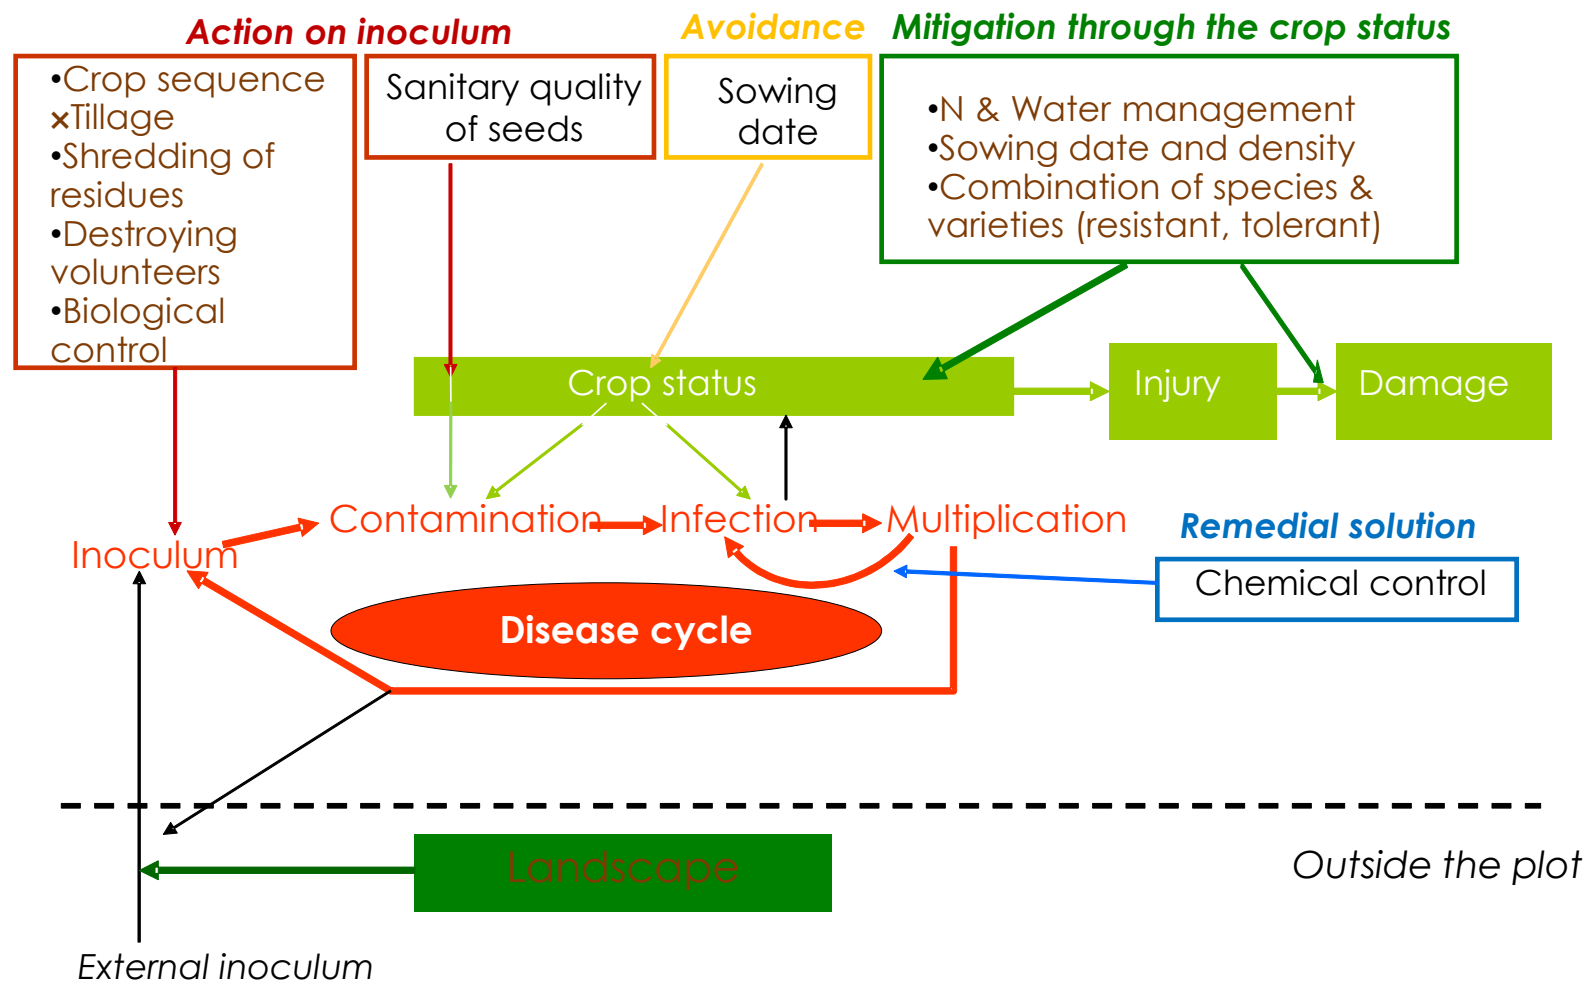 Action on inoculum
Avoidance
Mitigation through the crop status
•Crop sequence
×Tillage
•Shredding of
residues
•Destroying
volunteers
•Biological
control
Sanitary quality
of seeds
Sowing
date
•N & Water management
•Sowing date and density
•Combination of species &
varieties (resistant, tolerant)
Crop status
Injury
Damage
Contamination
Infection
Multiplication
Inoculum
Remedial solution
Chemical control
Disease cycle
Landscape
Outside the plot
External inoculum